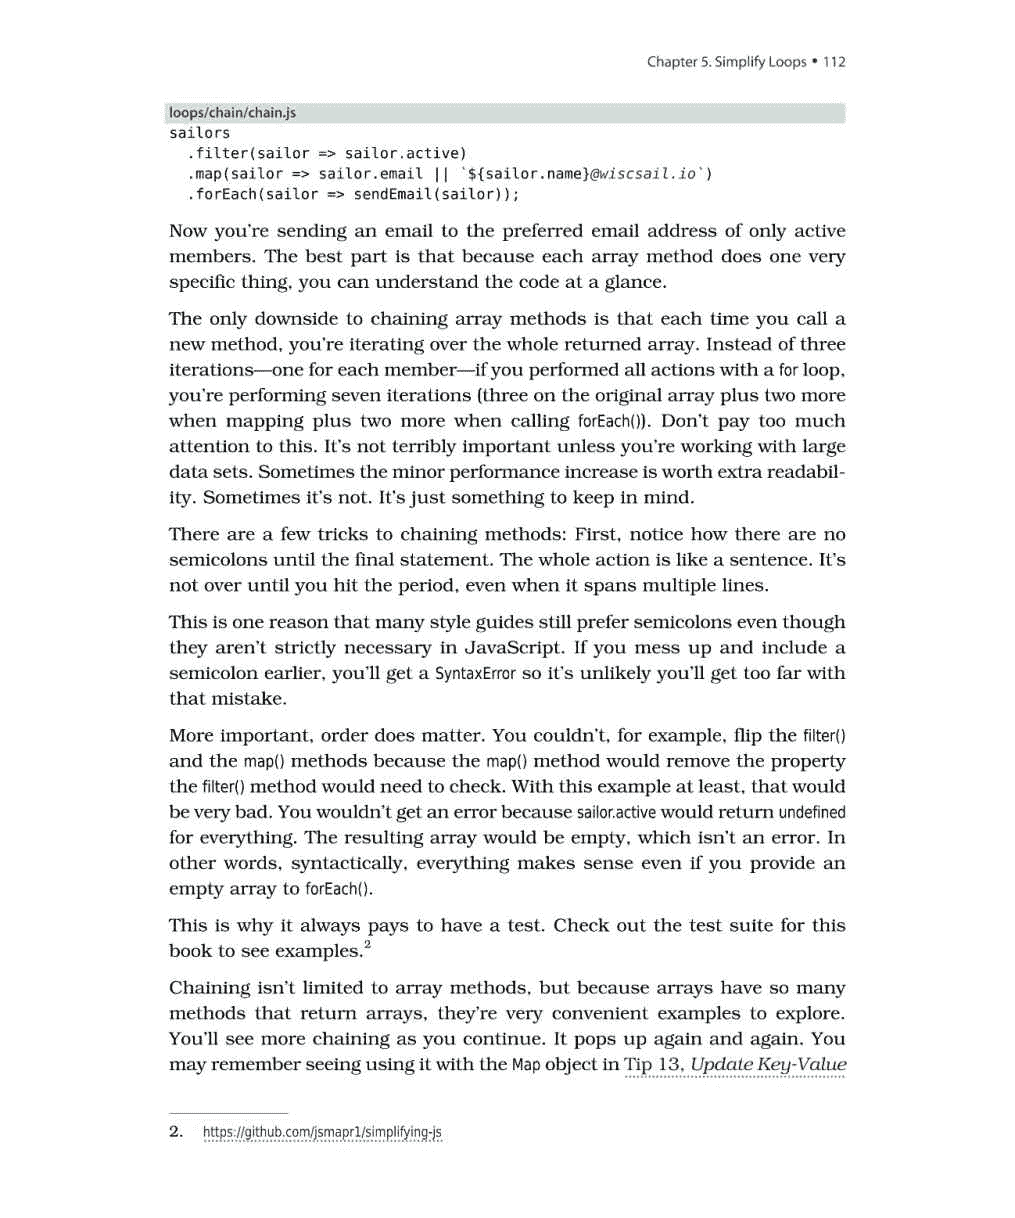 Chapter 5. Simplify Loops • 112
loops/chain/chain.js
sailors
  .filter(sailor => sailor.active)
  .map(sailor => sailor.email || `${sailor.name}@wiscsail.io`)
  .forEach(sailor => sendEmail(sailor));
Now you're sending an email to the preferred email address of only active
members. The best part is that because each array method does one very
specific thing, you can understand the code at a glance.
The only downside to chaining array methods is that each time you call a
new method, you're iterating over the whole returned array. Instead of three
iterations—one for each member—if you performed all actions with a for loop,
you're performing seven iterations (three on the original array plus two more
when mapping plus two more when calling forEach()). Don't pay too much
attention to this. It's not terribly important unless you're working with large
data sets. Sometimes the minor performance increase is worth extra readabil-
ity. Sometimes it's not. It's just something to keep in mind.
There are a few tricks to chaining methods: First, notice how there are no
semicolons until the final statement. The whole action is like a sentence. It's
not over until you hit the period, even when it spans multiple lines.
This is one reason that many style guides still prefer semicolons even though
they aren't strictly necessary in JavaScript. If you mess up and include a
semicolon earlier, you'll get a SyntaxError so it's unlikely you'll get too far with
that mistake.
More important, order does matter. You couldn't, for example, flip the filter()
and the map() methods because the map() method would remove the property
the filter() method would need to check. With this example at least, that would
be very bad. You wouldn't get an error because sailor.active would return undefined
for everything. The resulting array would be empty, which isn't an error. In
other words, syntactically, everything makes sense even if you provide an
empty array to forEach().
This is why it always pays to have a test. Check out the test suite for this
book to see examples.2
Chaining isn't limited to array methods, but because arrays have so many
methods that return arrays, they're very convenient examples to explore.
You'll see more chaining as you continue. It pops up again and again. You
may remember seeing using it with the Map object in Tip 13, Update Key-Value
2. https://github.com/jsmapr1/simplifying-js